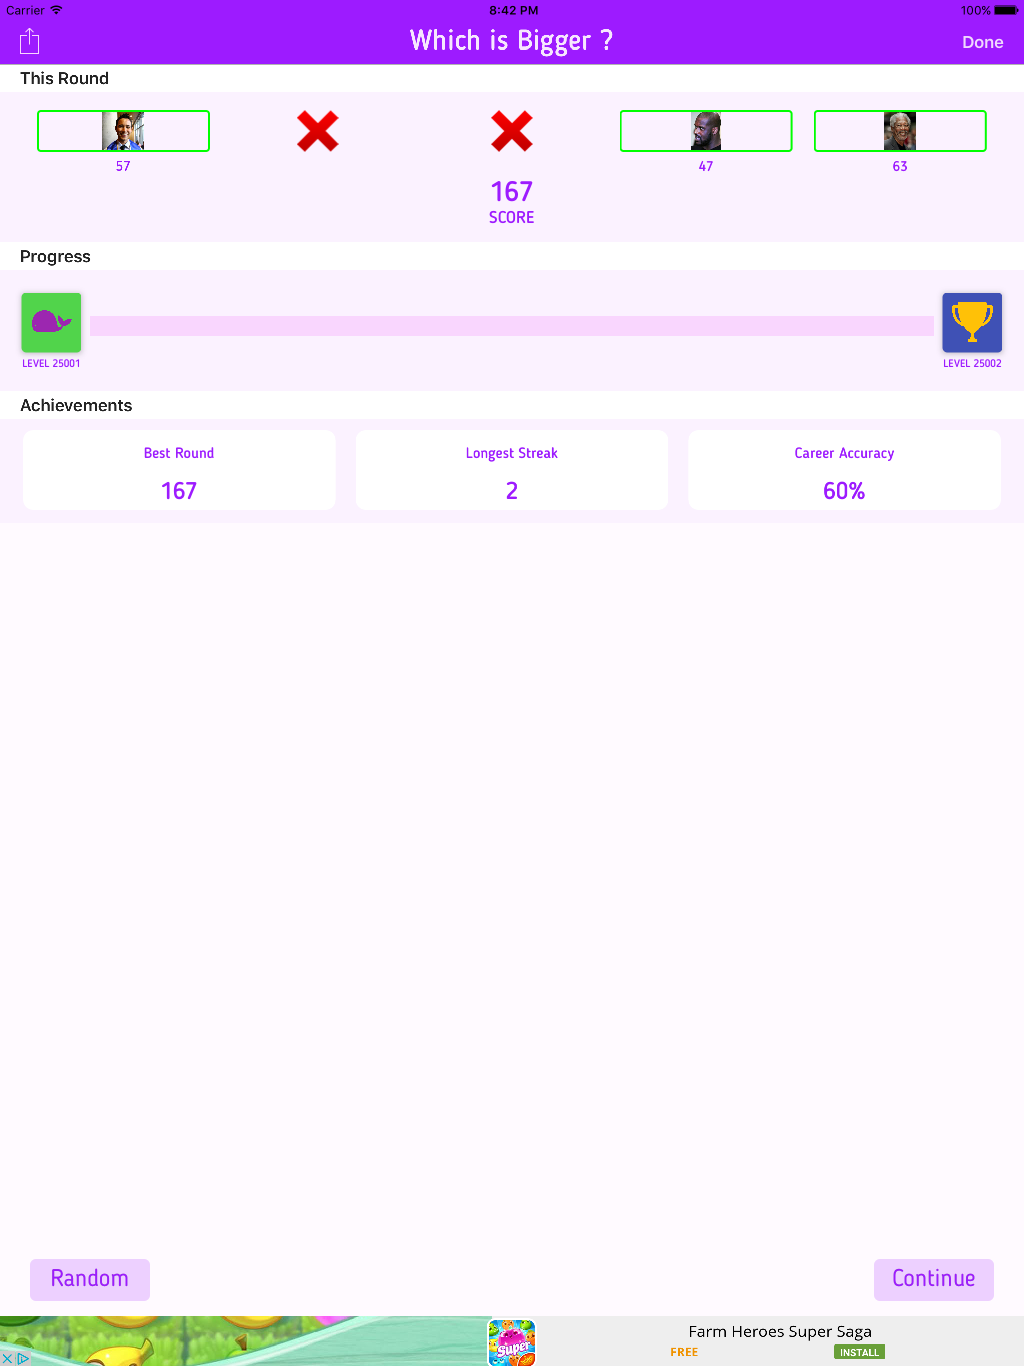 Carrier 8:42 PM 100%
Which is Bigger ?
Done
This Round
57 47 63
167
SCORE
Progress
LEVEL 25001 LEVEL 25002
Achievements
Best Round Longest Streak Career Accuracy
167 2 60%
Random Continue
Super
Farm Heroes Super Saga
FREE INSTALL